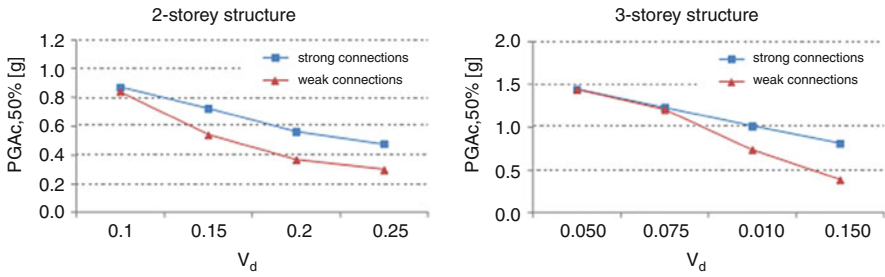 2-storey structure
PGAc,50% [g]
1.2
1.0
0.8
0.6
0.4
0.2
0.0
strong connections
weak connections
0.1 0.15 0.2 0.25
Vd
3-storey structure
PGAc,50% [g]
2.0
1.5
1.0
0.5
0.0
strong connections
weak connections
0.050 0.075 0.010 0.150
Vd